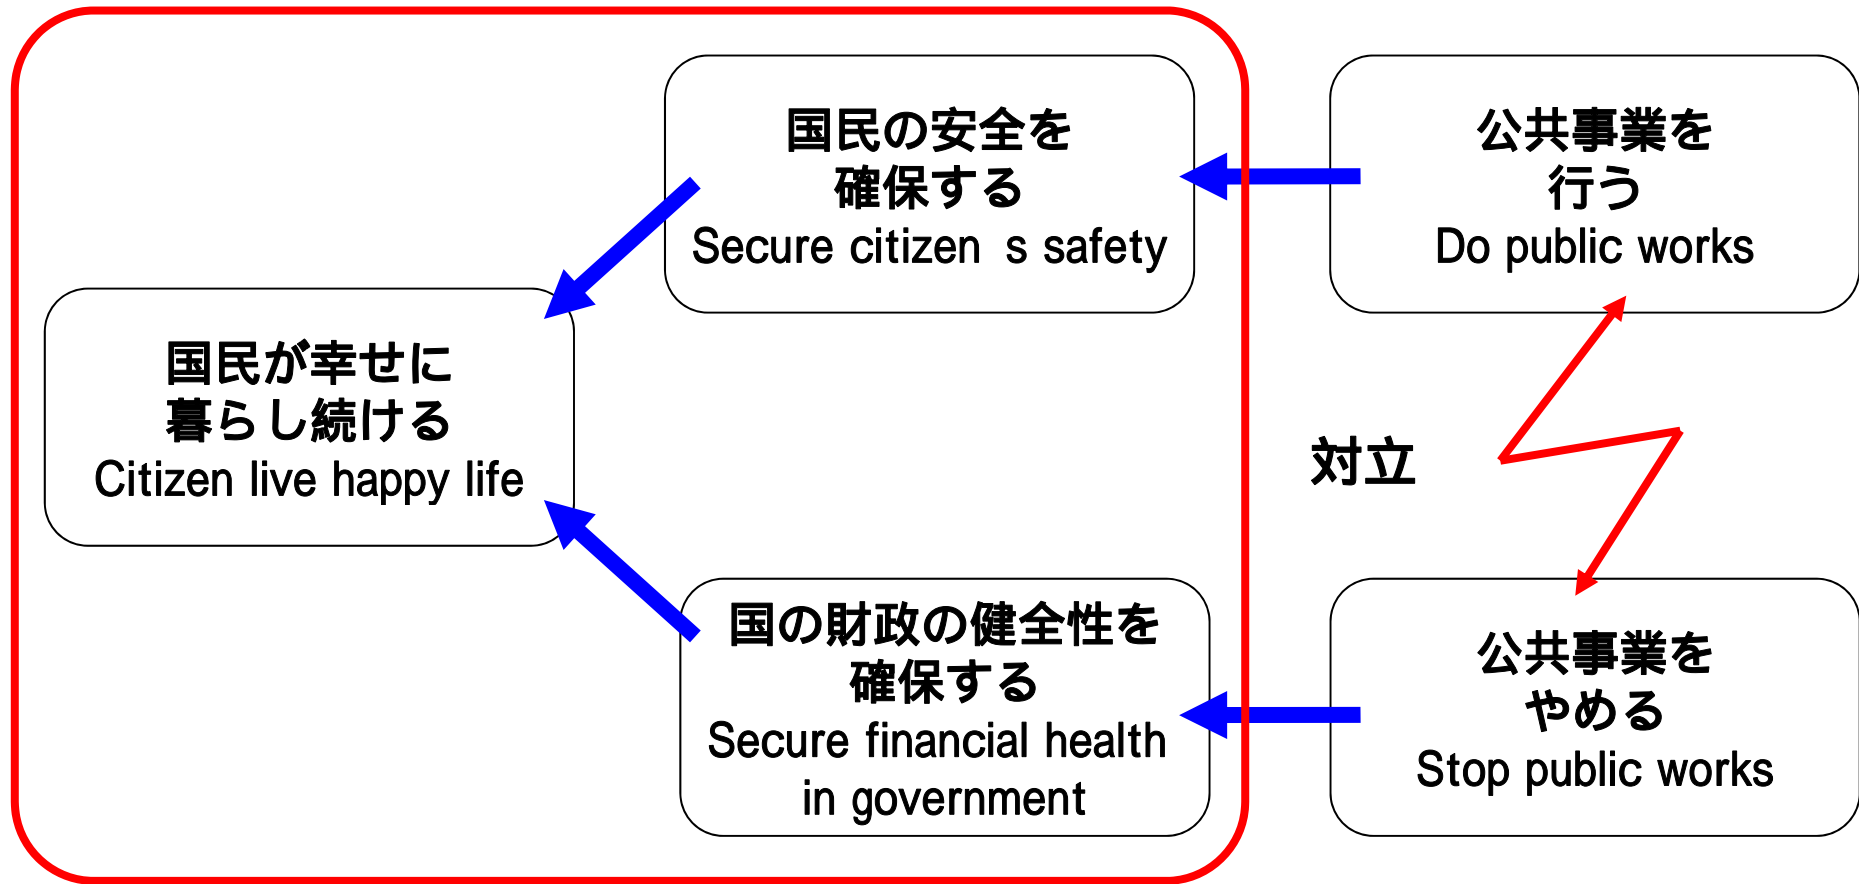 国民の安全を
確保する
Secure citizen s safety
公共事業を
行う
Do public works
国民が幸せに
暮らし続ける
Citizen live happy life
対立
国の財政の健全性を
確保する
Secure financial health
in government
公共事業を
やめる
Stop public works